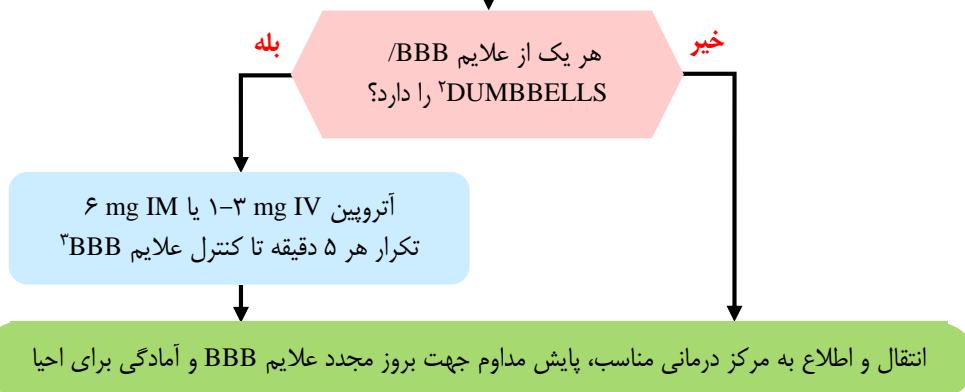 خیر
بله
هر یک از علایم BBB/
DUMBBELLS۲ را دارد؟
آتروپین ۱–۳ mg IV یا ۶ mg IM
تکرار هر ۵ دقیقه تا کنترل علایم BBB۳
انتقال و اطلاع به مرکز درمانی مناسب، پایش مداوم جهت بروز مجدد علایم BBB و آمادگی برای احیا